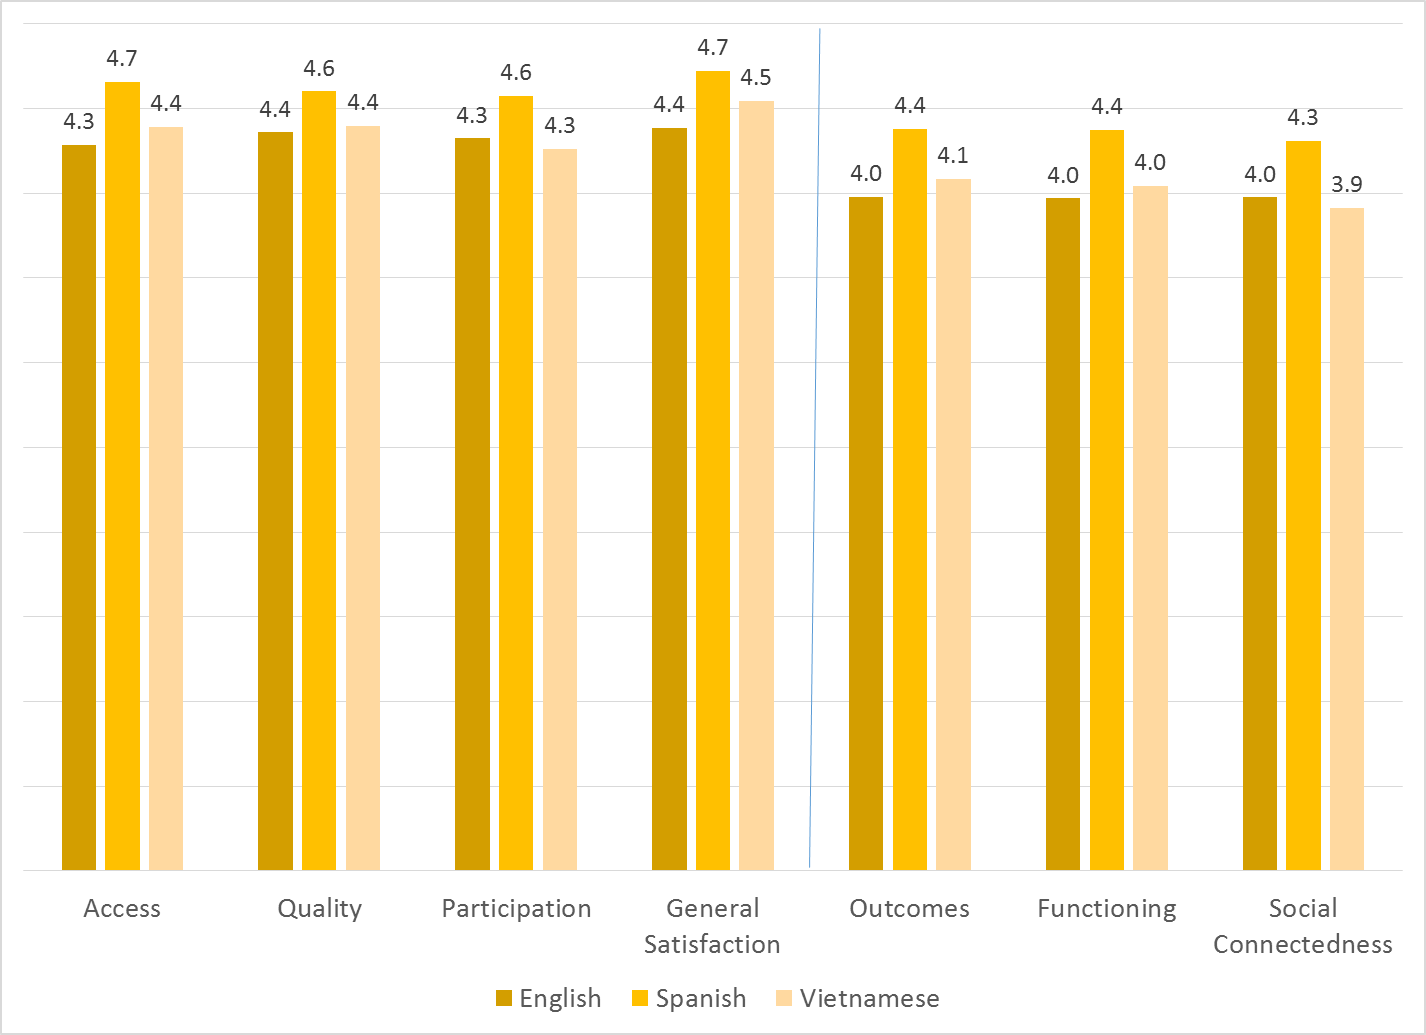 4.3
4.7
4.4
4.4
4.6
4.4
4.3
4.6
4.3
4.4
4.7
4.5
4.0
4.4
4.1
4.0
4.4
4.0
4.0
4.3
3.9
Access
Quality
Participation
General
Satisfaction
Outcomes
Functioning
Social
Connectedness
English
Spanish
Vietnamese